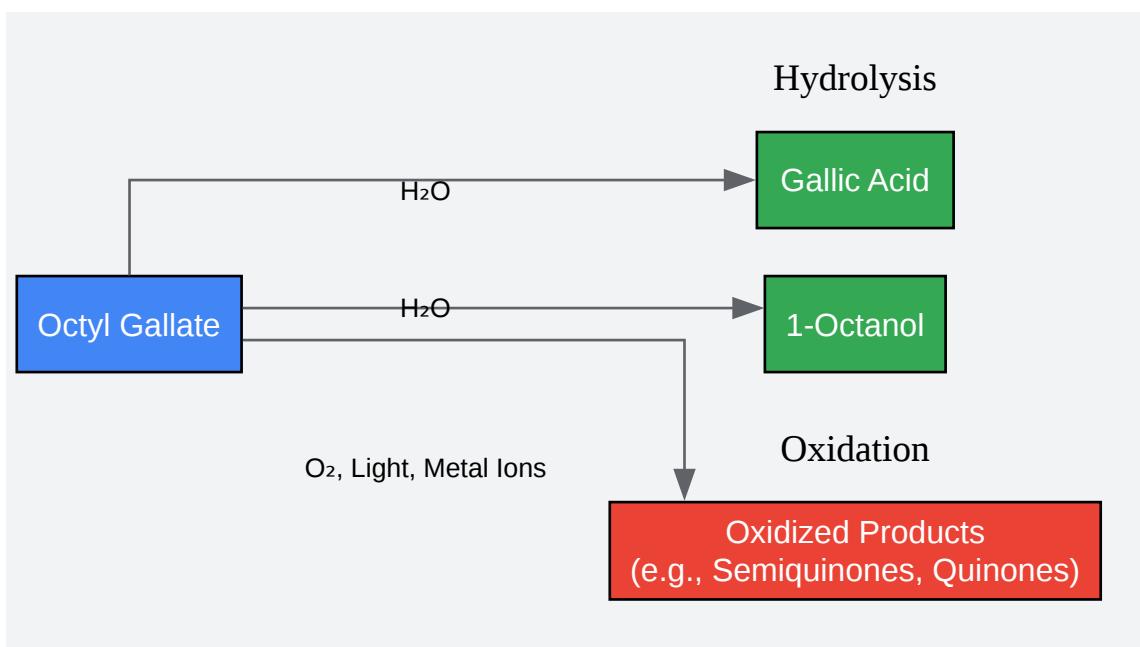 Hydrolysis
Gallic Acid
H₂O
Octyl Gallate
H₂O
1-Octanol
Oxidation
O₂, Light, Metal Ions
Oxidized Products
(e.g., Semiquinones, Quinones)